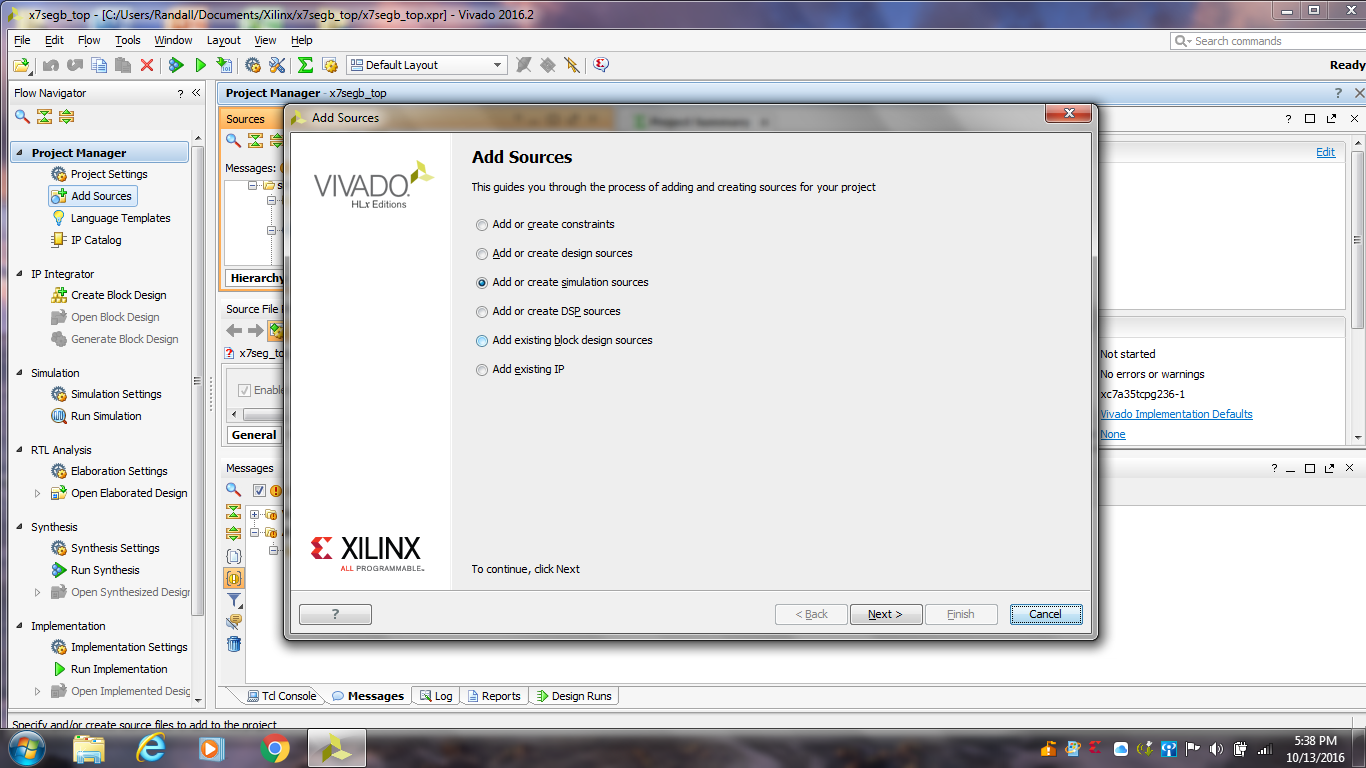 x7segb_top - [C:/Users/Randall/Documents/Xilinx/x7segb_top/x7segb_top.xpr] - Vivado 2016.2
File Edit Flow Tools Window Layout View Help
Search commands
Default Layout
Ready
Flow Navigator ? «
Project Manager - x7segb_top
Project Manager
Project Settings
Add Sources
Language Templates
IP Catalog
IP Integrator
Create Block Design
Open Block Design
Generate Block Design
Simulation
Simulation Settings
Run Simulation
RTL Analysis
Elaboration Settings
Open Elaborated Design
Synthesis
Synthesis Settings
Run Synthesis
Open Synthesized Desigr
Implementation
Implementation Settings
Run Implementation
Open Implemented Desig
Sources
Project Summary
Messages:
Hierarchy
Source File
x7seg_to
Enable
General
Edit
Not started
No errors or warnings
xc7a35tcpg236-1
Vivado Implementation Defaults
None
Messages
Add Sources
VIVADO.
HLx Editions
Add Sources
This guides you through the process of adding and creating sources for your project
Add or create constraints
Add or create design sources
Add or create simulation sources
Add or create DSP sources
Add existing block design sources
Add existing IP
XILINX
ALL PROGRAMMABLE™
To continue, click Next
?
< Back Next > Finish Cancel
Tcl Console Messages Log Reports Design Runs
Specify and/or create source files to add to the project
5:38 PM
10/13/2016